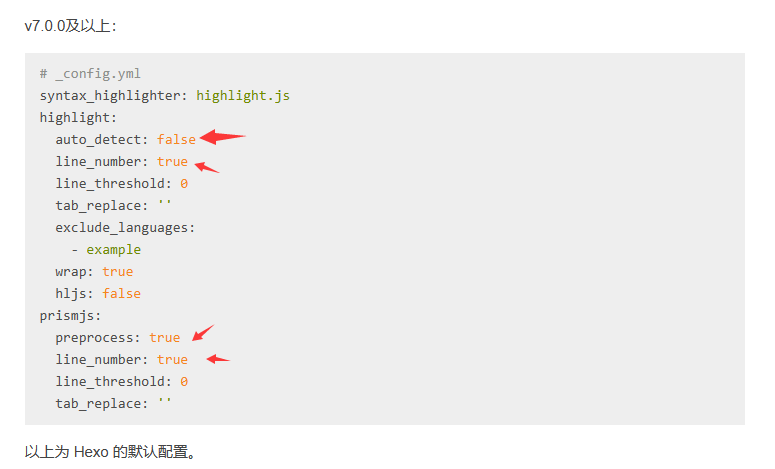 v7.0.0及以上：
# _config.yml
syntax_highlighter: highlight.js
highlight:
  auto_detect: false
  line_number: true
  line_threshold: 0
  tab_replace: ''
  exclude_languages:
    - example
  wrap: true
  hljs: false
prismjs:
  preprocess: true
  line_number: true
  line_threshold: 0
  tab_replace: ''
以上为 Hexo 的默认配置。